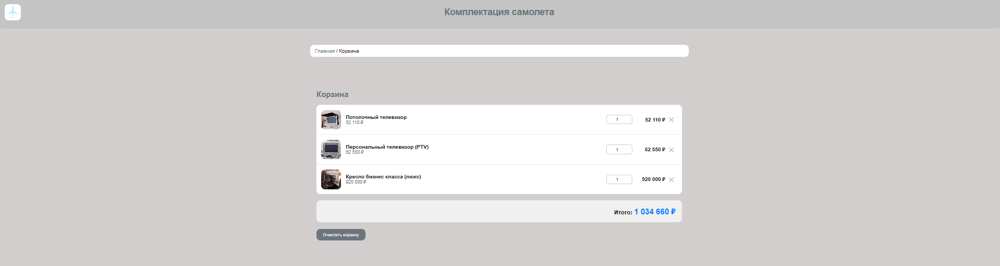 Комплектация самолета
Главная / Корзина
Корзина
Потолочный телевизор
52 110 ₽
1
52 110 ₽
Персональный телевизор (PTV)
62 550 ₽
1
62 550 ₽
Кресло бизнес класса (люкс)
920 000 ₽
1
920 000 ₽
Итого: 1 034 660 ₽
Очистить корзину